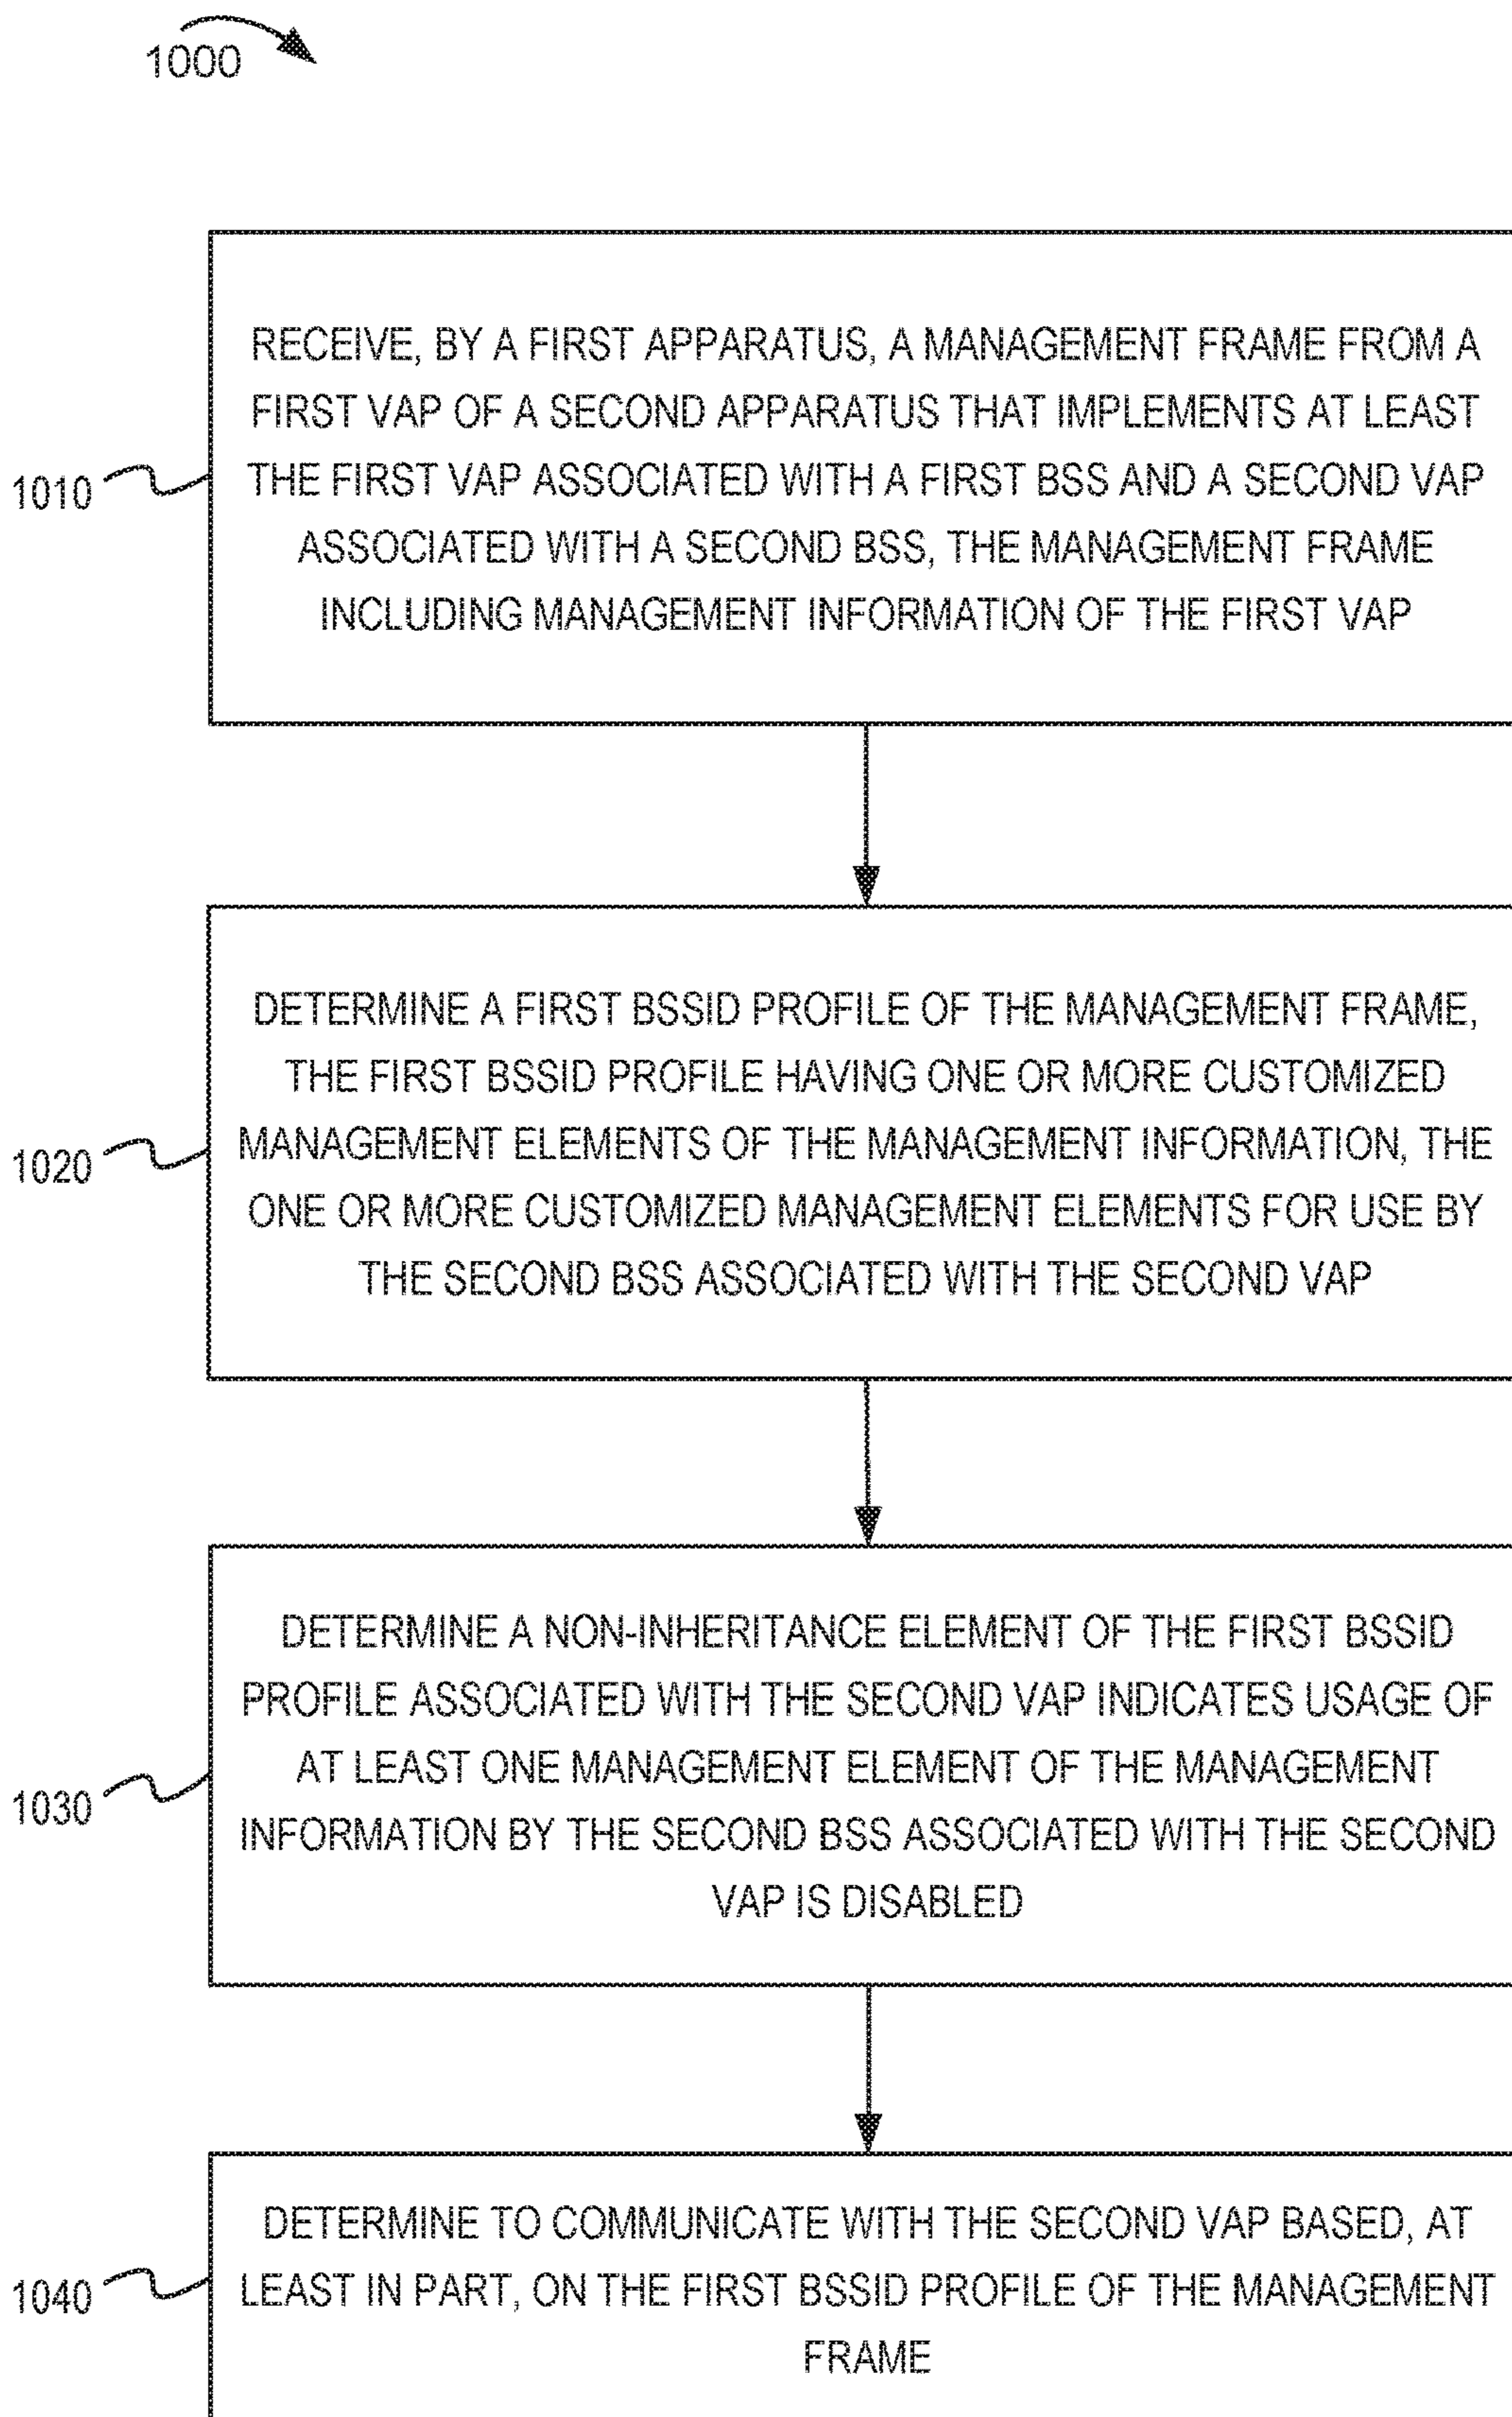 1000
RECEIVE, BY A FIRST APPARATUS, A MANAGEMENT FRAME FROM A
FIRST VAP OF A SECOND APPARATUS THAT IMPLEMENTS AT LEAST
THE FIRST VAP ASSOCIATED WITH A FIRST BSS AND A SECOND VAP
ASSOCIATED WITH A SECOND BSS, THE MANAGEMENT FRAME
INCLUDING MANAGEMENT INFORMATION OF THE FIRST VAP
1010
DETERMINE A FIRST BSSID PROFILE OF THE MANAGEMENT FRAME,
THE FIRST BSSID PROFILE HAVING ONE OR MORE CUSTOMIZED
MANAGEMENT ELEMENTS OF THE MANAGEMENT INFORMATION, THE
ONE OR MORE CUSTOMIZED MANAGEMENT ELEMENTS FOR USE BY
THE SECOND BSS ASSOCIATED WITH THE SECOND VAP
1020
DETERMINE A NON-INHERITANCE ELEMENT OF THE FIRST BSSID
PROFILE ASSOCIATED WITH THE SECOND VAP INDICATES USAGE OF
AT LEAST ONE MANAGEMENT ELEMENT OF THE MANAGEMENT
INFORMATION BY THE SECOND BSS ASSOCIATED WITH THE SECOND
VAP IS DISABLED
1030
DETERMINE TO COMMUNICATE WITH THE SECOND VAP BASED, AT
LEAST IN PART, ON THE FIRST BSSID PROFILE OF THE MANAGEMENT
FRAME
1040